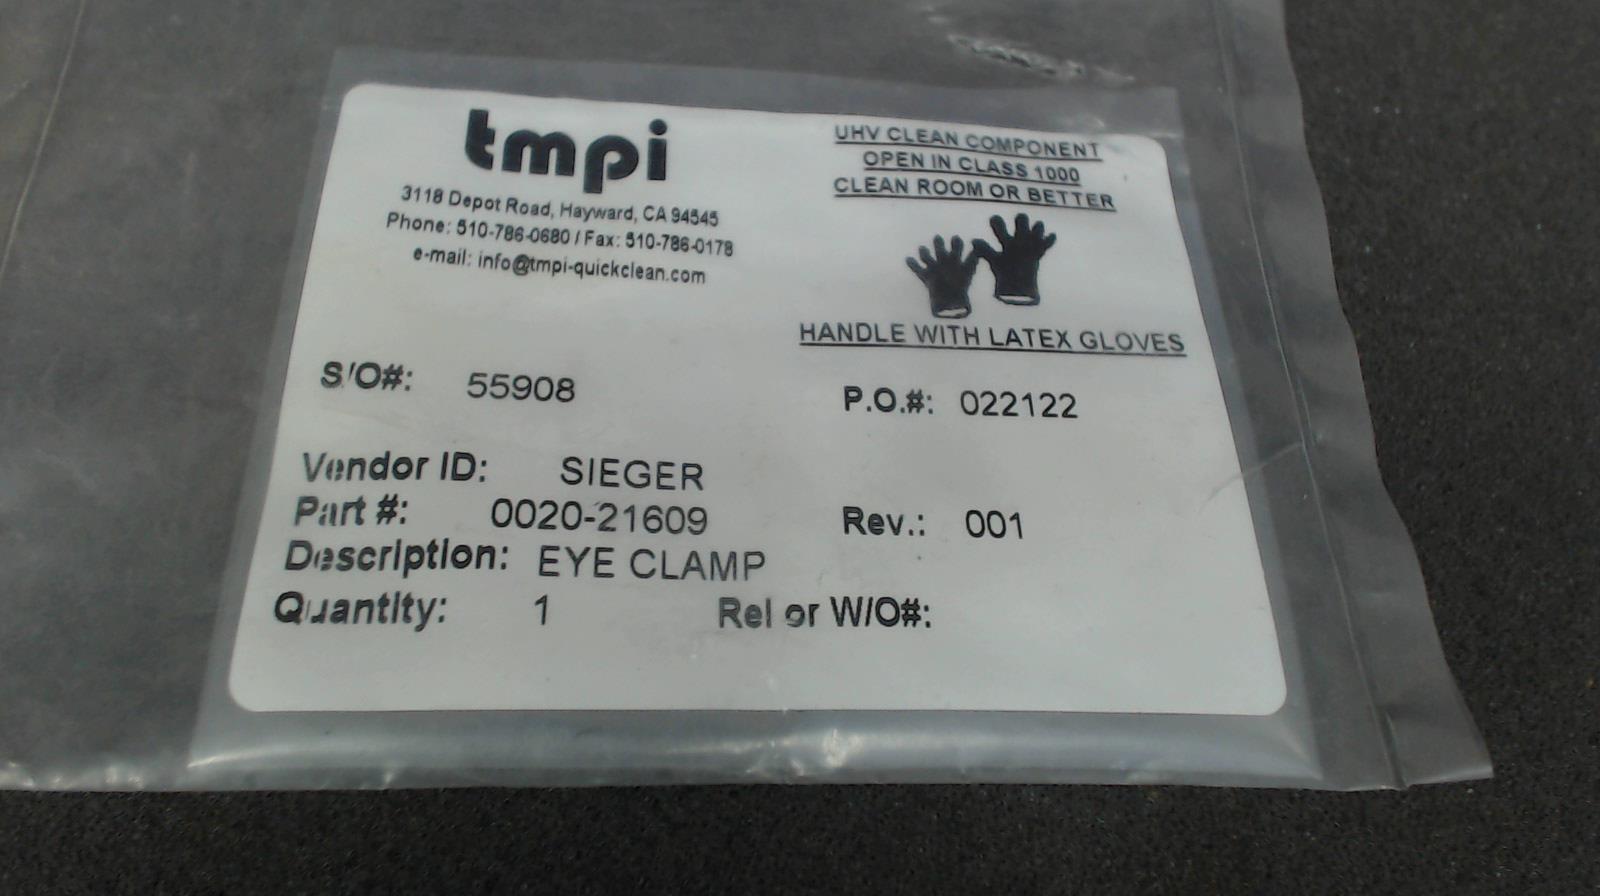 tmpi
3118 Depot Road, Hayward, CA 94545
Phone: 510-786-0680 / Fax: 510-786-0178
e-mail: info@tmpi-quickclean.com
UHV CLEAN COMPONENT
OPEN IN CLASS 1000
CLEAN ROOM OR BETTER
HANDLE WITH LATEX GLOVES
S/O#: 55908 P.O.#: 022122
Vendor ID: SIEGER
Part #: 0020-21609 Rev.: 001
Description: EYE CLAMP
Quantity: 1 Rel or W/O#: